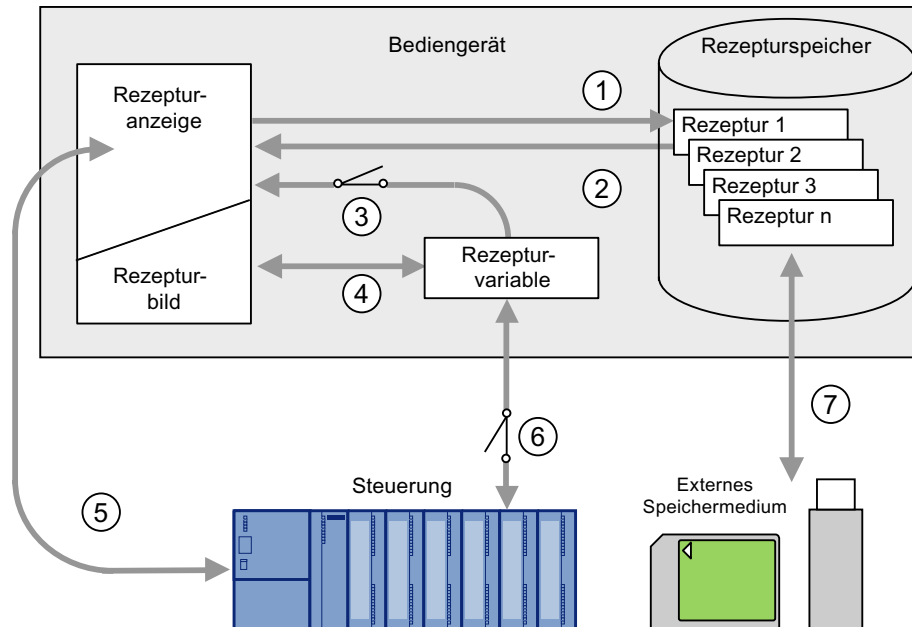 Bediengerät
Rezepturspeicher
Rezeptur-
anzeige
1
Rezeptur 1
Rezeptur 2
Rezeptur 3
Rezeptur n
2
3
Rezeptur-
variable
4
Rezeptur-
bild
7
6
5
Steuerung
Externes
Speichermedium